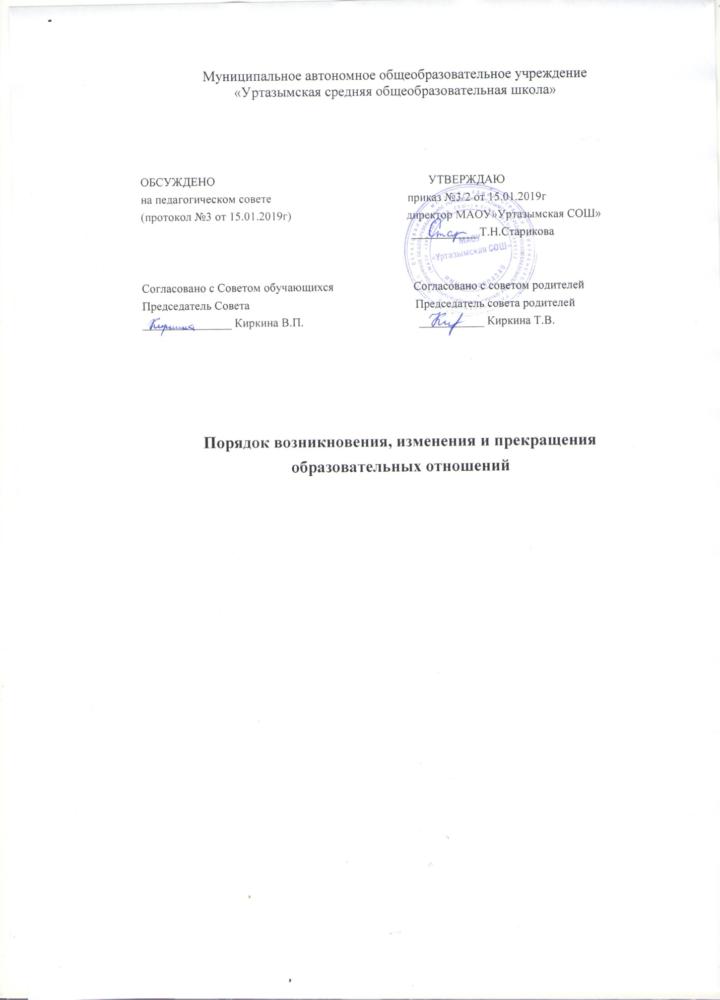 Муниципальное автономное общеобразовательное учреждение
«Уртазымская средняя общеобразовательная школа»
ОБСУЖДЕНО
на педагогическом совете
(протокол №3 от 15.01.2019г)
УТВЕРЖДАЮ
приказ №3/2 от 15.01.2019г
директор МАОУ»Уртазымская СОШ»
Т.Н.Старикова
МАОУ
«Уртазымская СОШ»
Согласовано с Советом обучающихся
Председатель Совета
Киркина В.П.
Согласовано с советом родителей
Председатель совета родителей
Киркина Т.В.
Порядок возникновения, изменения и прекращения
образовательных отношений